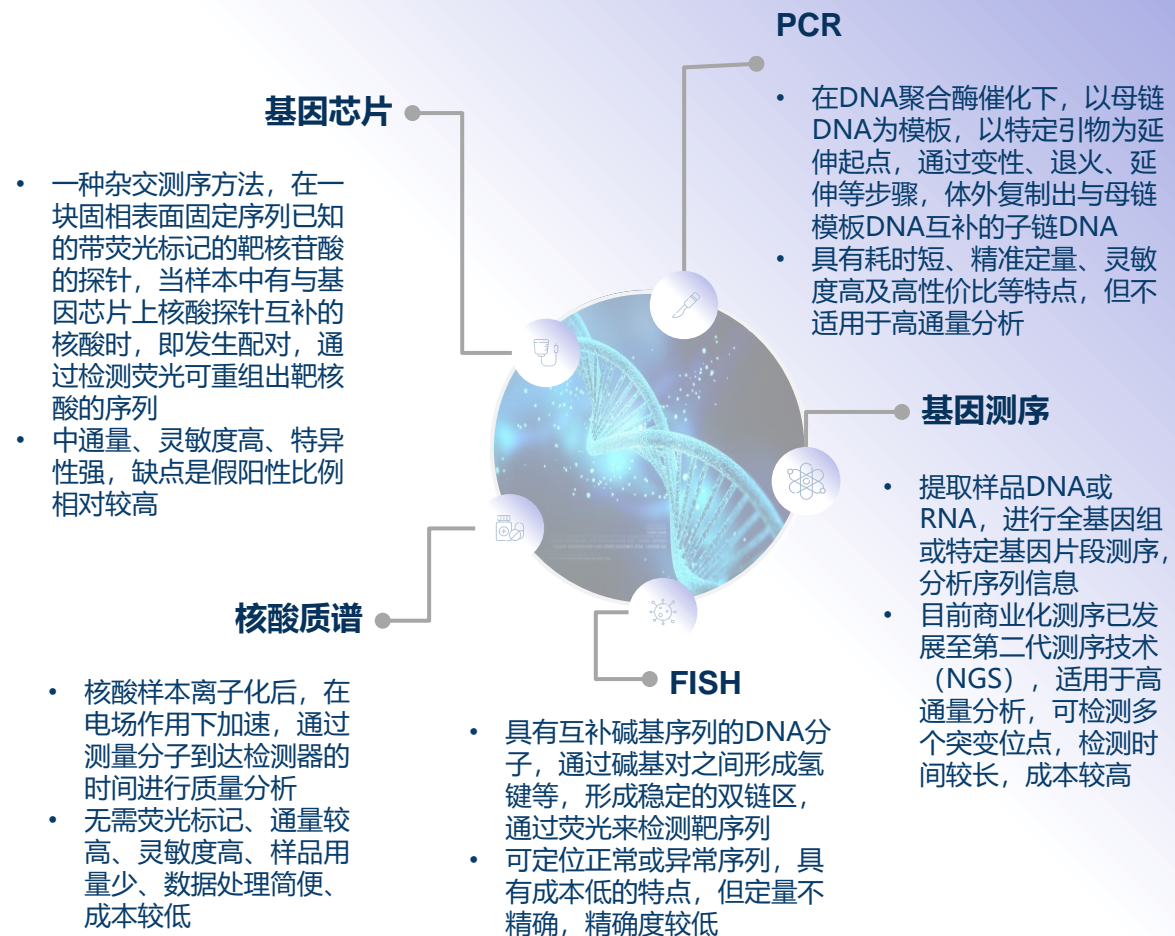 PCR
• 在DNA聚合酶催化下，以母链
DNA为模板，以特定引物为延
伸起点，通过变性、退火、延
伸等步骤，体外复制出与母链
模板DNA互补的子链DNA
• 具有耗时短、精准定量、灵敏
度高及高性价比等特点，但不
适用于高通量分析
基因芯片
• 一种杂交测序方法，在一
块固相表面固定序列已知
的带荧光标记的靶核苷酸
的探针，当样本中有与基
因芯片上核酸探针互补的
核酸时，即发生配对，通
过检测荧光可重组出靶核
酸的序列
• 中通量、灵敏度高、特异
性强，缺点是假阳性比例
相对较高
基因测序
• 提取样品DNA或
RNA，进行全基因组
或特定基因片段测序，
分析序列信息
• 目前商业化测序已发
展至第二代测序技术
（NGS），适用于高
通量分析，可检测多
个突变位点，检测时
间较长，成本较高
核酸质谱
• 核酸样本离子化后，在
电场作用下加速，通过
测量分子到达检测器的
时间进行质量分析
• 无需荧光标记、通量较
高、灵敏度高、样品用
量少、数据处理简便、
成本较低
FISH
• 具有互补碱基序列的DNA分
子，通过碱基对之间形成氢
键等，形成稳定的双链区，
通过荧光来检测靶序列
• 可定位正常或异常序列，具
有成本低的特点，但定量不
精确，精确度较低